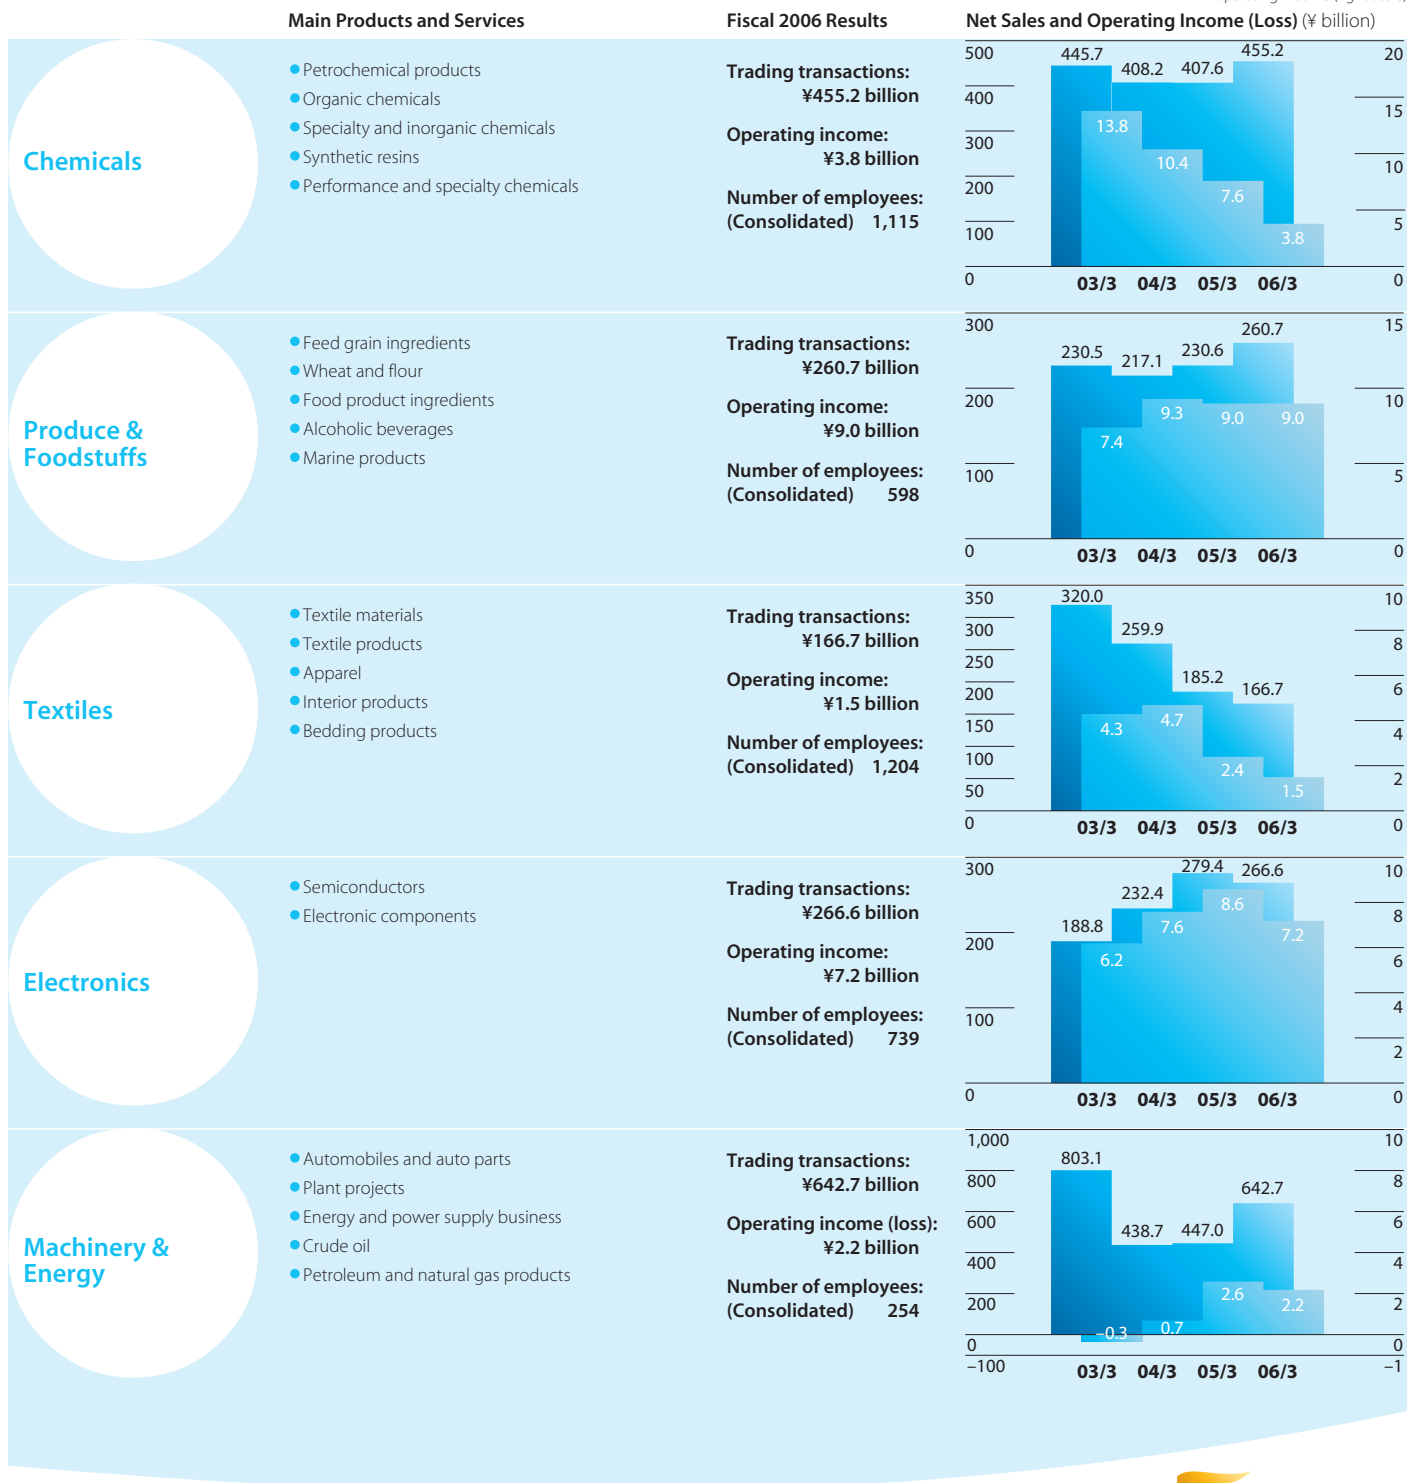 Main Products and Services
Fiscal 2006 Results
Net Sales and Operating Income (Loss) (¥ billion)
Chemicals
Petrochemical products
Organic chemicals
Specialty and inorganic chemicals
Synthetic resins
Performance and specialty chemicals
Trading transactions:
¥455.2 billion
Operating income:
¥3.8 billion
Number of employees:
(Consolidated) 1,115
500
400
300
200
100
0
445.7
408.2
407.6
455.2
13.8
10.4
7.6
3.8
20
15
10
5
0
03/3 04/3 05/3 06/3
Produce &
Foodstuffs
Feed grain ingredients
Wheat and flour
Food product ingredients
Alcoholic beverages
Marine products
Trading transactions:
¥260.7 billion
Operating income:
¥9.0 billion
Number of employees:
(Consolidated) 598
300
200
100
0
230.5
217.1
230.6
260.7
7.4
9.3
9.0
9.0
15
10
5
0
03/3 04/3 05/3 06/3
Textiles
Textile materials
Textile products
Apparel
Interior products
Bedding products
Trading transactions:
¥166.7 billion
Operating income:
¥1.5 billion
Number of employees:
(Consolidated) 1,204
350
300
250
200
150
100
50
0
320.0
259.9
185.2
166.7
4.3
4.7
2.4
1.5
10
8
6
4
2
0
03/3 04/3 05/3 06/3
Electronics
Semiconductors
Electronic components
Trading transactions:
¥266.6 billion
Operating income:
¥7.2 billion
Number of employees:
(Consolidated) 739
300
200
100
0
188.8
232.4
279.4
266.6
6.2
7.6
8.6
7.2
10
8
6
4
2
0
03/3 04/3 05/3 06/3
Machinery &
Energy
Automobiles and auto parts
Plant projects
Energy and power supply business
Crude oil
Petroleum and natural gas products
Trading transactions:
¥642.7 billion
Operating income (loss):
¥2.2 billion
Number of employees:
(Consolidated) 254
1,000
800
600
400
200
0
–100
803.1
438.7
447.0
642.7
–0.3
0.7
2.6
2.2
10
8
6
4
2
0
–1
03/3 04/3 05/3 06/3